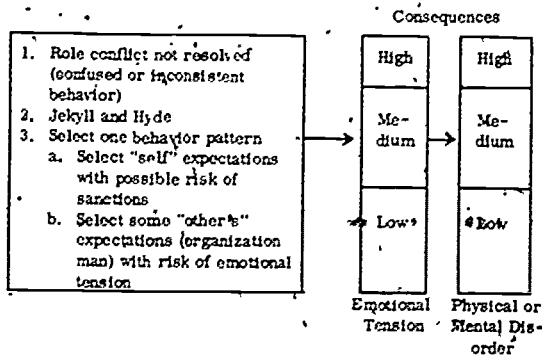 Consequences
1. Role conflict not resolved
(confused or inconsistent
behavior)
2. Jekyll and Hyde
3. Select one behavior pattern
a. Select "self" expectations
with possible risk of
sanctions
b. Select some "other's"
expectations (organization
man) with risk of emotional
tension
High
Me-
dium
Low
High
Me-
dium
Low
Emotional
Tension
Physical or
Mental Dis-
order